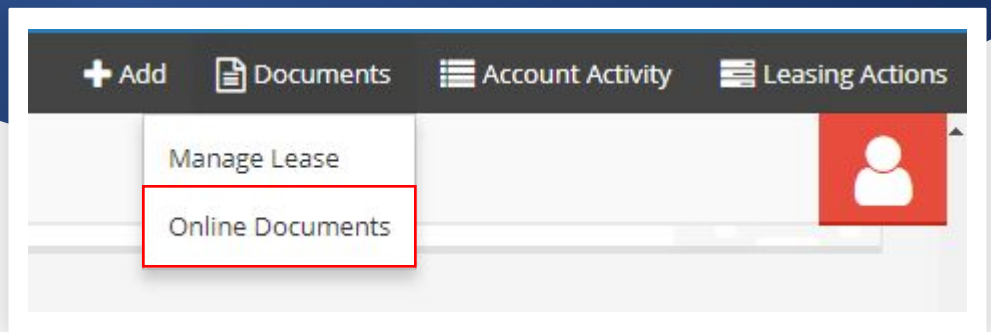 Add Documents Account Activity Leasing Actions
Manage Lease
Online Documents